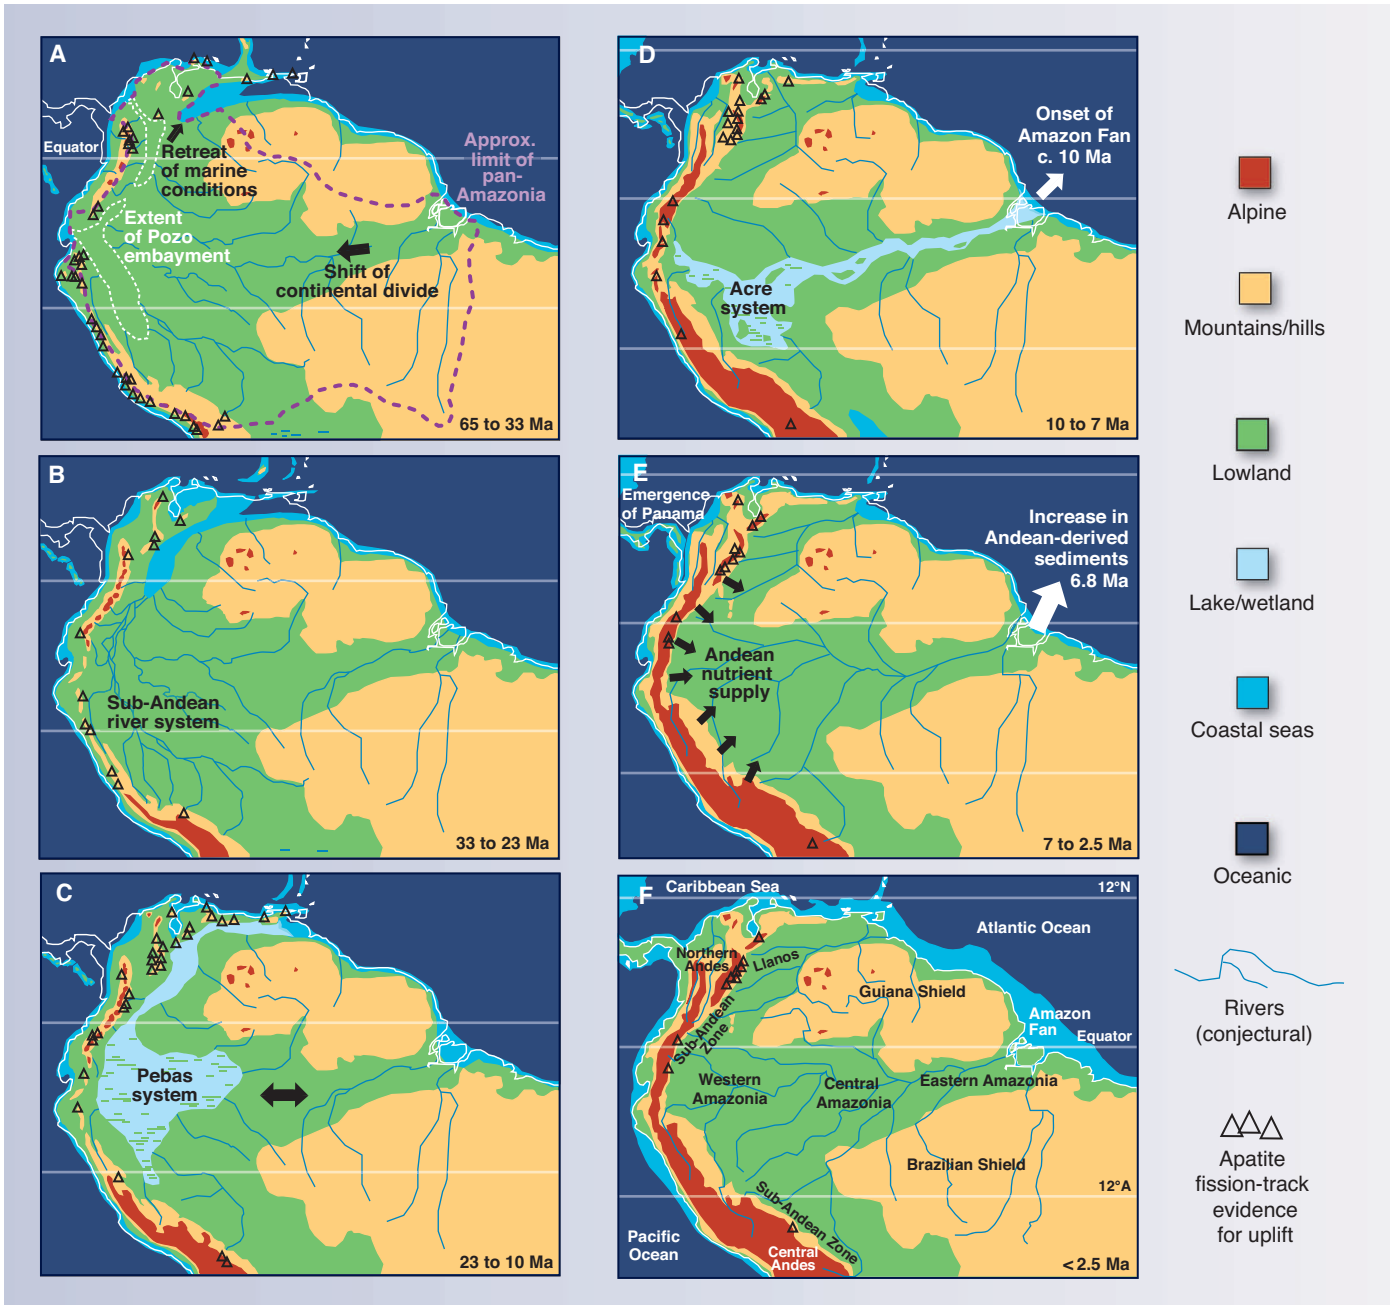 A
Equator
Retreat
of marine
conditions
Approx.
limit of
pan-
Amazonia
Extent
of Pozo
embayment
Shift of
continental divide
65 to 33 Ma
B
Sub-Andean
river system
33 to 23 Ma
C
Pebas
system
23 to 10 Ma
D
Onset of
Amazon Fan
c. 10 Ma
Acre
system
10 to 7 Ma
E
Emergence
of Panama
Increase in
Andean-derived
sediments
6.8 Ma
Andean
nutrient
supply
7 to 2.5 Ma
F
Caribbean Sea
12°N
Atlantic Ocean
Northern
Andes
Llanos
Guiana Shield
Sub-Andean
Zone
Amazon
Fan
Equator
Western
Amazonia
Central
Amazonia
Eastern Amazonia
Brazilian Shield
12°A
Sub-Andean Zone
Pacific
Ocean
Central
Andes
<2.5 Ma
Alpine
Mountains/hills
Lowland
Lake/wetland
Coastal seas
Oceanic
Rivers
(conjectural)
Apatite
fission-track
evidence
for uplift